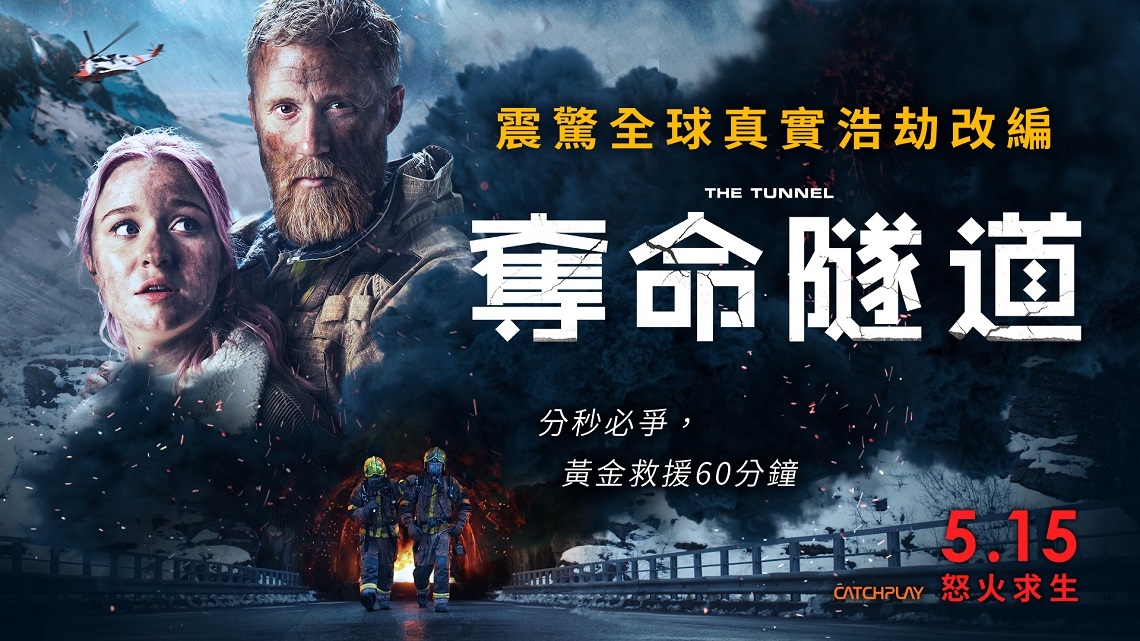 震驚全球真實浩劫改編
THE TUNNEL
奪命隧道
分秒必爭，
黃金救援60分鐘
5.15
CATCHPLAY 怒火求生